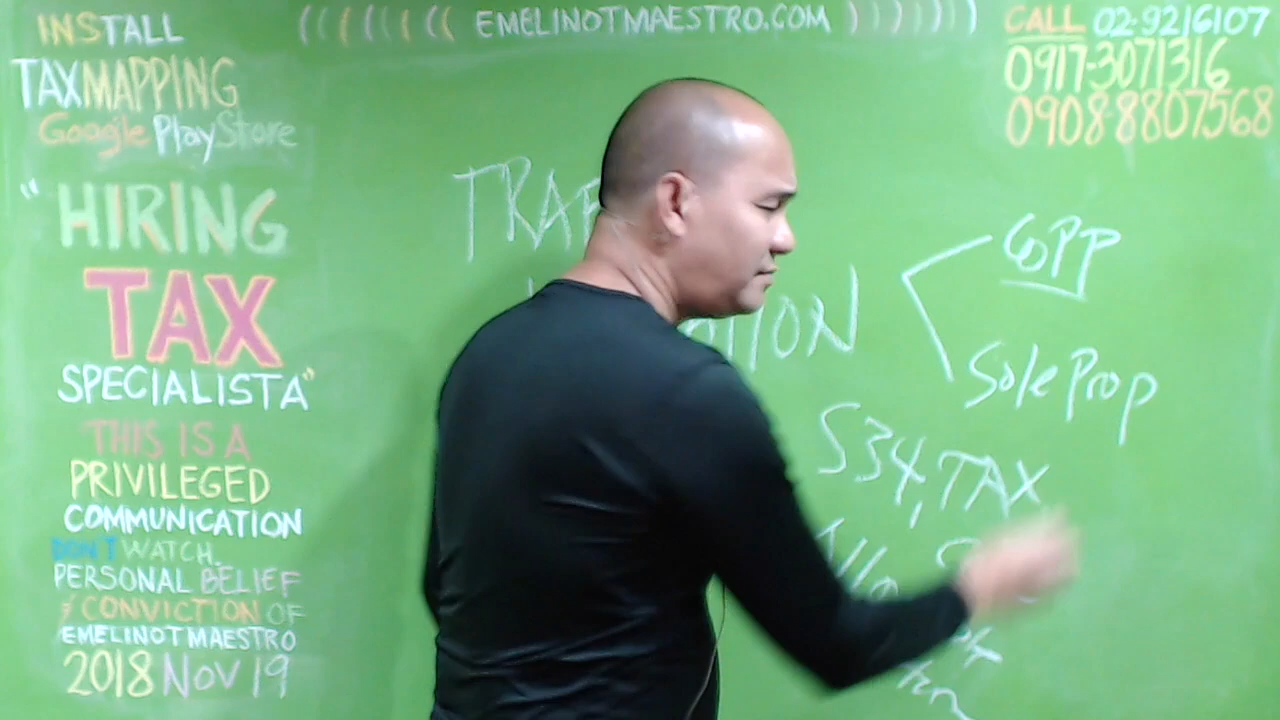 INSTALL
TAXMAPPING
Google PlayStore
"HIRING
TAX
SPECIALISTA"
THIS IS A
PRIVILEGED
COMMUNICATION
DON'T WATCH.
PERSONAL BELIEF
& CONVICTION OF
EMELINOTMAESTRO
2018 NOV 19
(((((((( EMELINOTMAESTRO.COM ))))))))
CALL 02-9216107
0917-3071316
0908-8807568
GPP
Sole Prop
S34, TAX